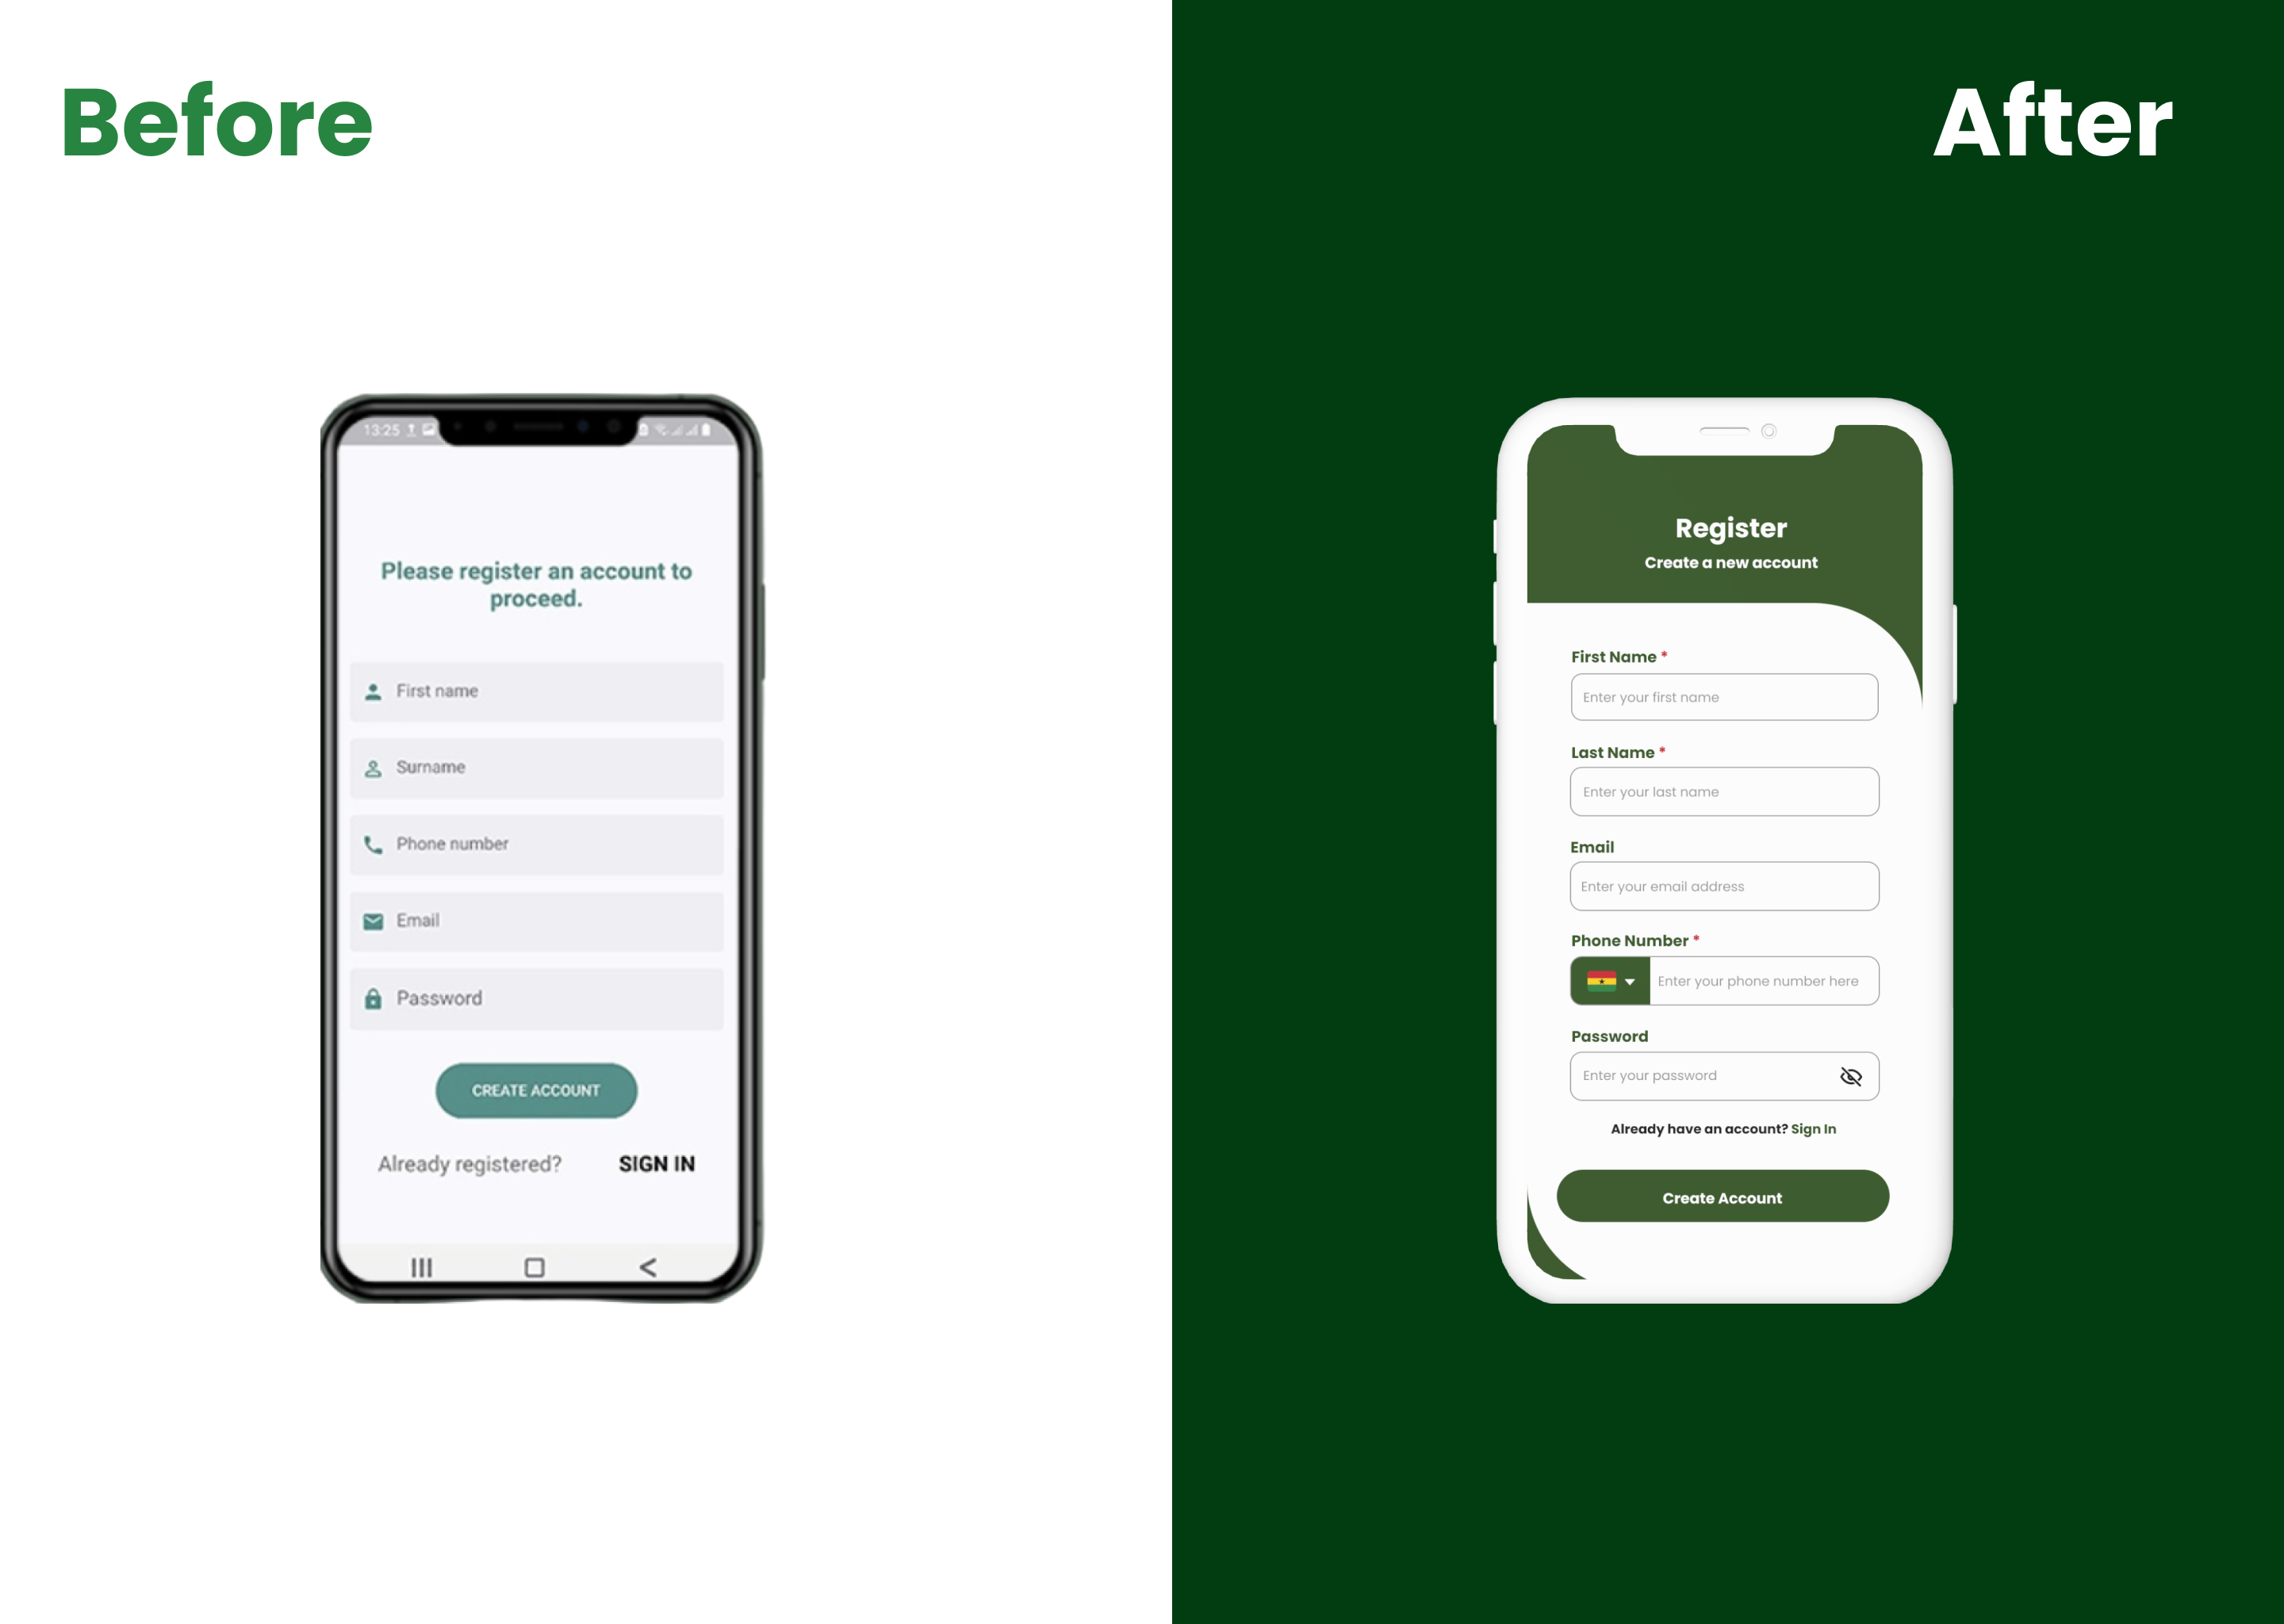 Before
13:25
Please register an account to
proceed.
First name
Surname
Phone number
Email
Password
CREATE ACCOUNT
Already registered? SIGN IN
After
Register
Create a new account
First Name *
Enter your first name
Last Name *
Enter your last name
Email
Enter your email address
Phone Number *
Enter your phone number here
Password
Enter your password
Already have an account? Sign In
Create Account